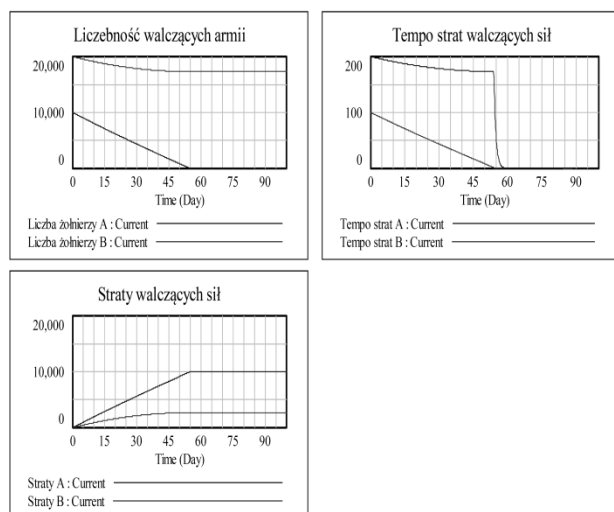 Liczebność walczących armii
20,000
10,000
0
0 15 30 45 60 75 90
Time (Day)
Liczba żołnierzy A : Current
Liczba żołnierzy B : Current
Tempo strat walczących sił
200
100
0
0 15 30 45 60 75 90
Time (Day)
Tempo strat A : Current
Tempo strat B : Current
Straty walczących sił
20,000
10,000
0
0 15 30 45 60 75 90
Time (Day)
Straty A : Current
Straty B : Current